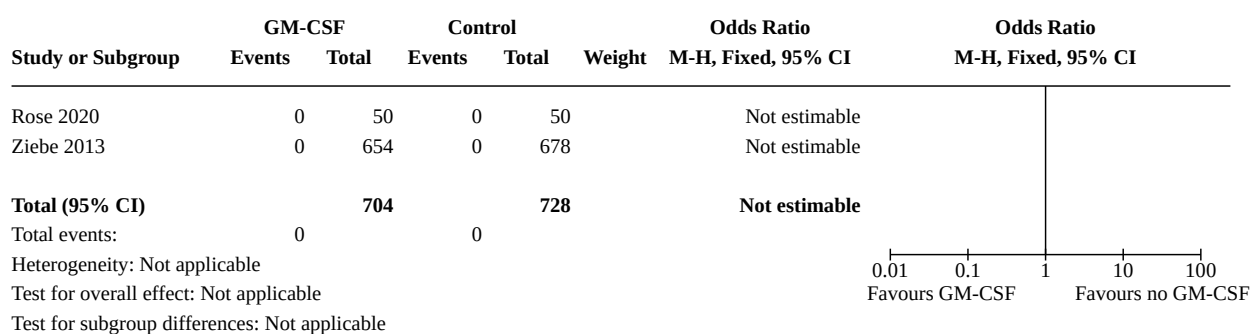 GM-CSF Control Odds Ratio Odds Ratio
Study or Subgroup Events Total Events Total Weight M-H, Fixed, 95% CI M-H, Fixed, 95% CI
Rose 2020 0 50 0 50 Not estimable
Ziebe 2013 0 654 0 678 Not estimable
Total (95% CI) 704 728 Not estimable
Total events: 0 0
Heterogeneity: Not applicable
0.01 0.1 1 10 100
Test for overall effect: Not applicable
Favours GM-CSF Favours no GM-CSF
Test for subgroup differences: Not applicable